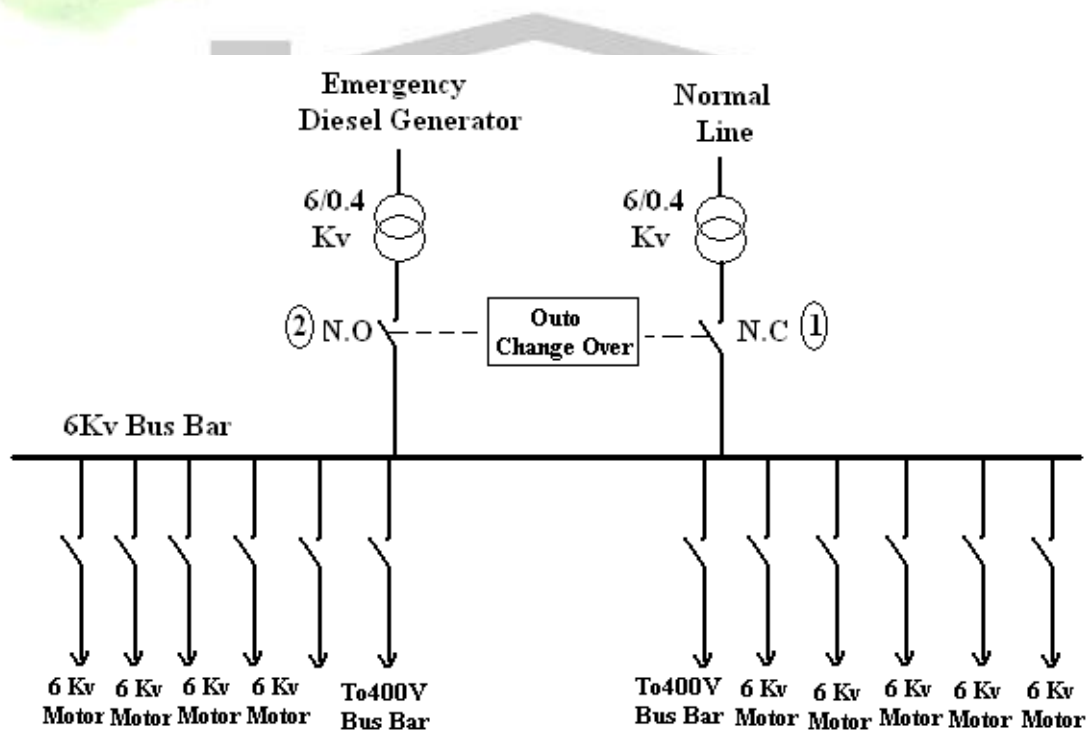 Emergency
Diesel Generator
Normal
Line
6/0.4
Kv
6/0.4
Kv
2 N.O
Outo
Change Over
N.C 1
6Kv Bus Bar
6 Kv
Motor
6 Kv
Motor
6 Kv
Motor
6 Kv
Motor
To400V
Bus Bar
To400V
Bus Bar
6 Kv
Motor
6 Kv
Motor
6 Kv
Motor
6 Kv
Motor
6 Kv
Motor